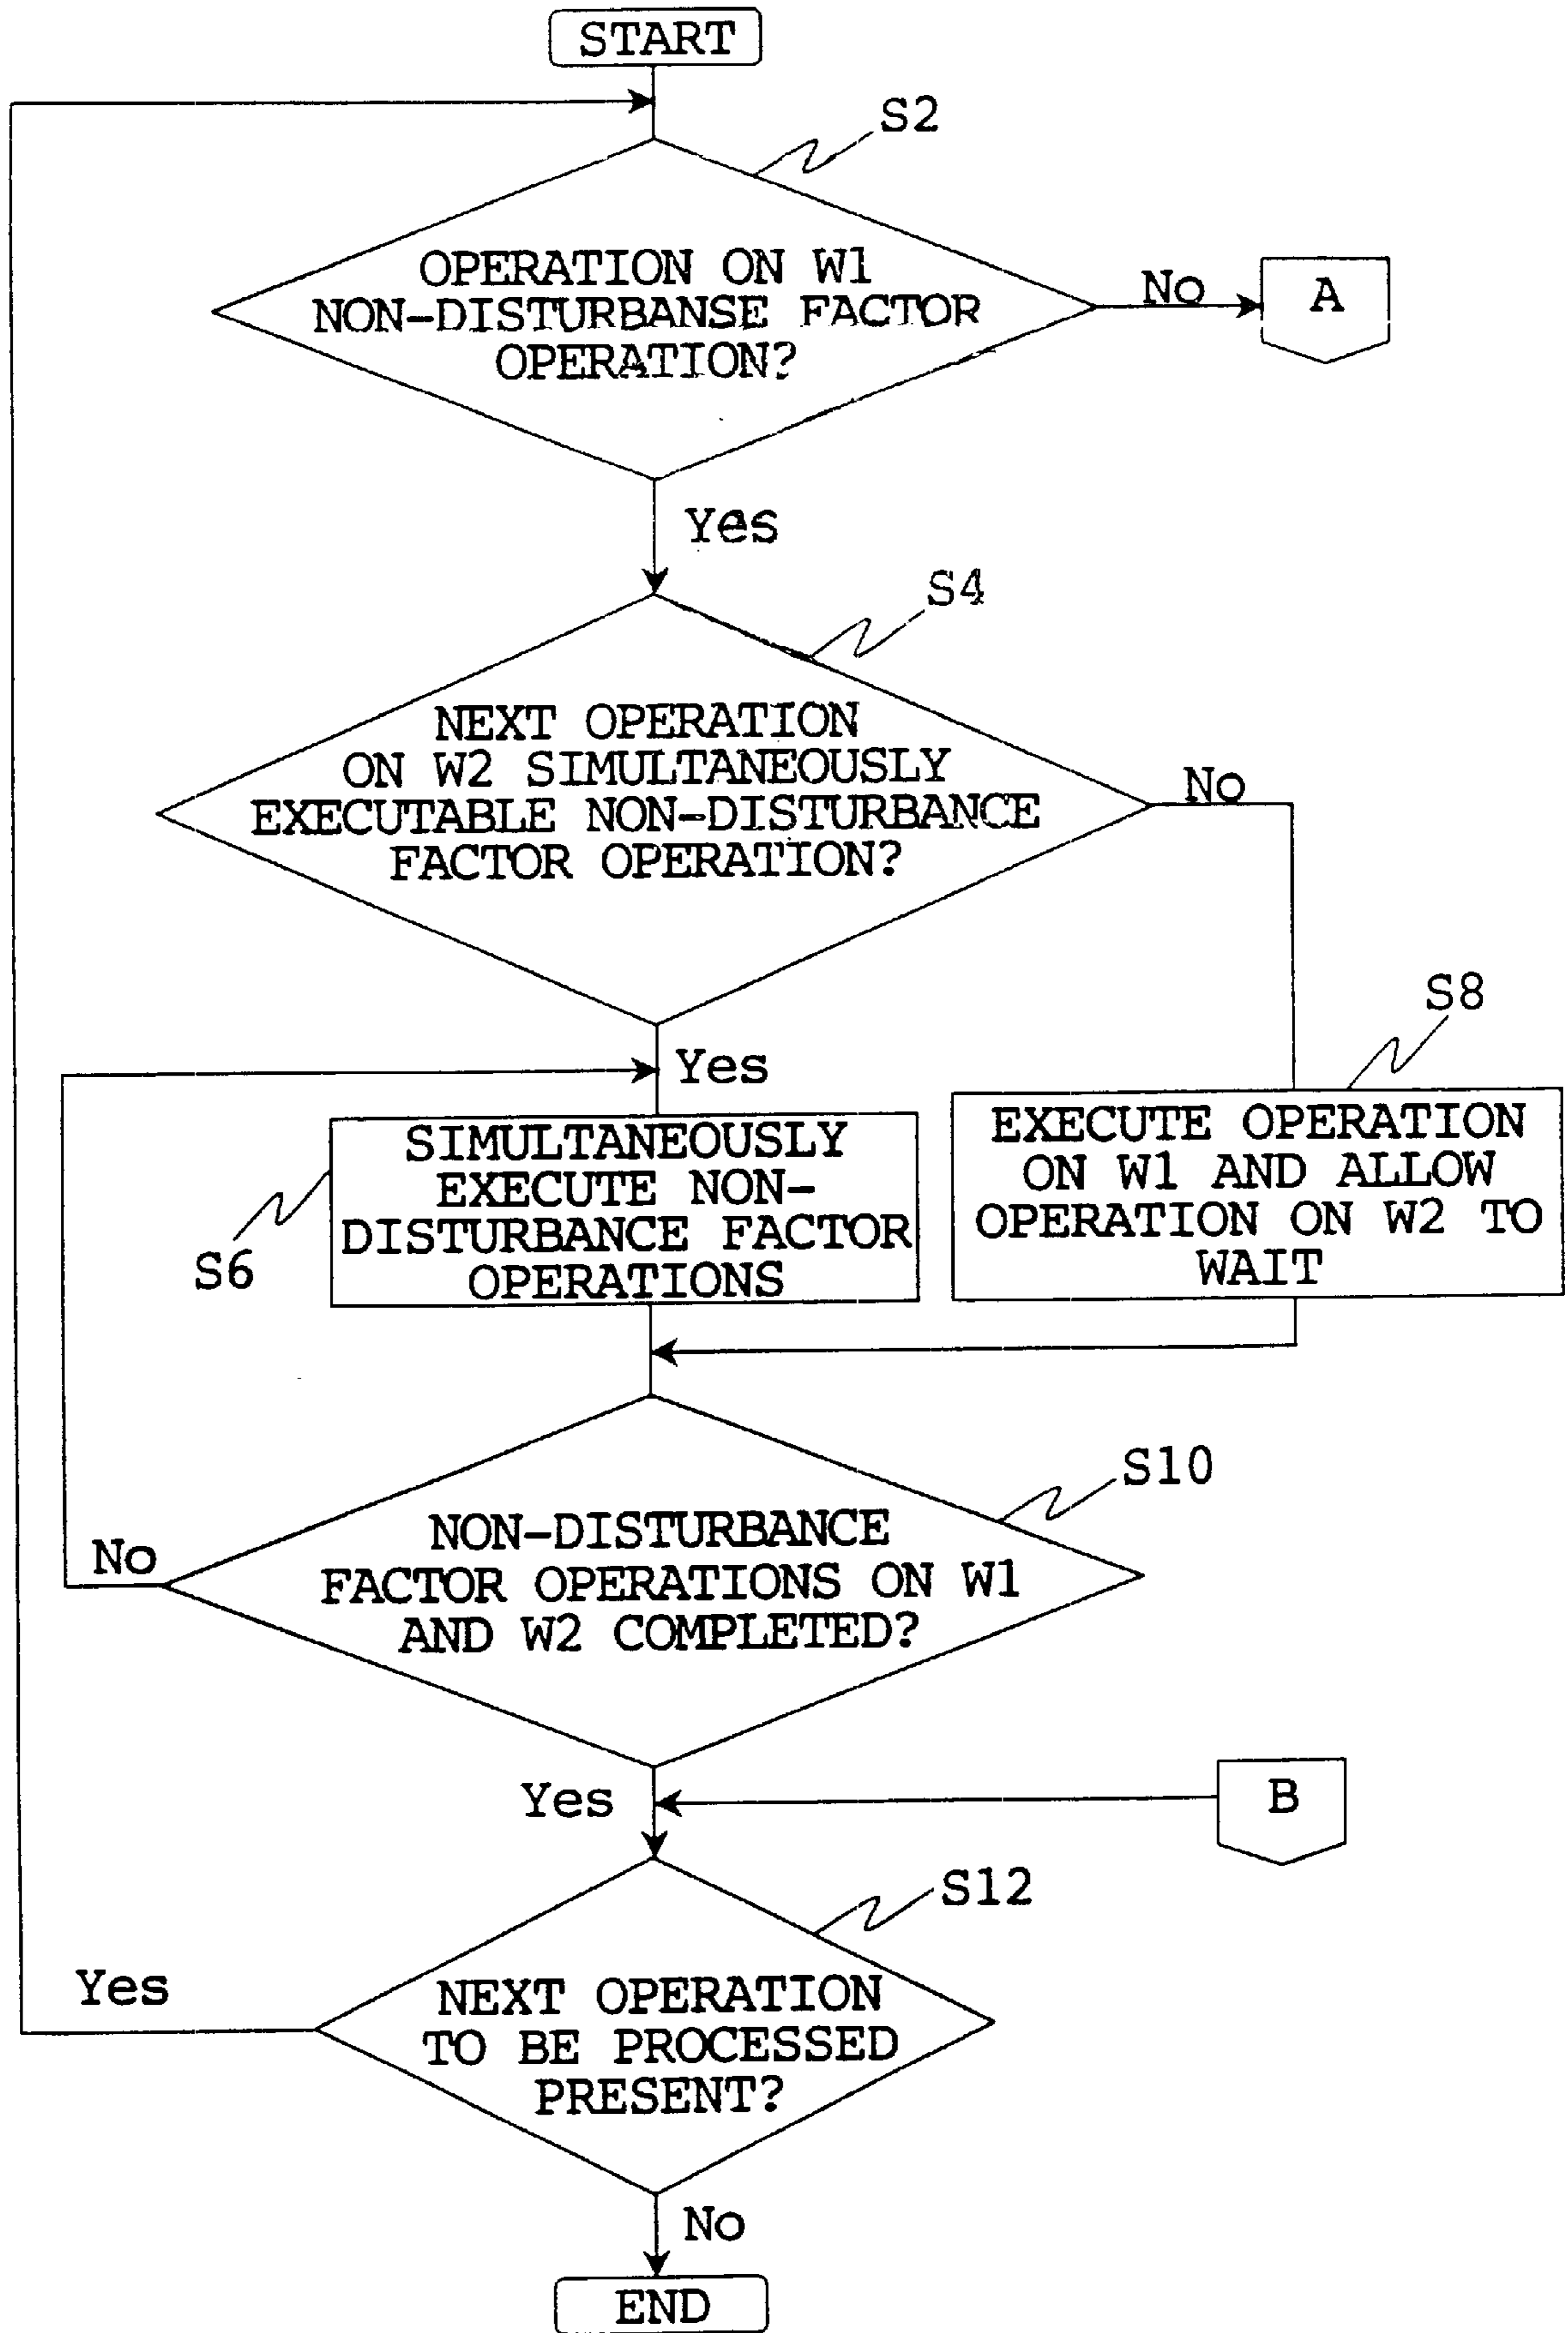 START
S2
OPERATION ON W1
NON-DISTURBANSE FACTOR
OPERATION?
No
A
Yes
S4
NEXT OPERATION
ON W2 SIMULTANEOUSLY
EXECUTABLE NON-DISTURBANCE
FACTOR OPERATION?
No
Yes
S8
SIMULTANEOUSLY
EXECUTE NON-
DISTURBANCE FACTOR
OPERATIONS
S6
EXECUTE OPERATION
ON W1 AND ALLOW
OPERATION ON W2 TO
WAIT
S10
NON-DISTURBANCE
FACTOR OPERATIONS ON W1
AND W2 COMPLETED?
No
Yes
B
S12
NEXT OPERATION
TO BE PROCESSED
PRESENT?
Yes
No
END